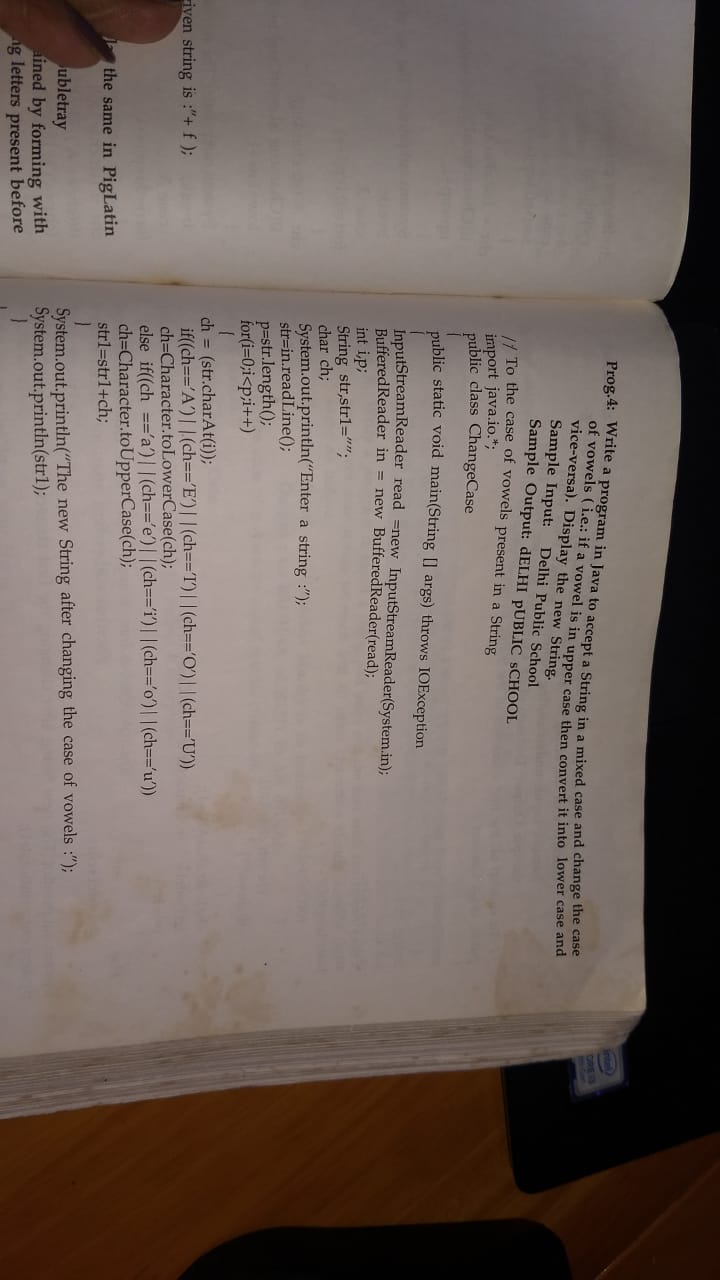 iven string is :"+ f );
the same in PigLatin
ubletray
ained by forming with
ng letters present before
Prog.4: Write a program in Java to accept a String in a mixed case and change the case
of vowels ( i.e.: if a vowel is in upper case then convert it into lower case and
vice-versa). Display the new String.
Sample Input: Delhi Public School
Sample Output: dELHI pUBLIC sCHOOL
// To the case of vowels present in a String
import java.io.*;
public class ChangeCase
{
public static void main(String [] args) throws IOException
{
InputStreamReader read =new InputStreamReader(System.in);
BufferedReader in = new BufferedReader(read);
int i,p;
String str,str1="";
char ch;
System.out.println("Enter a string :");
str=in.readLine();
p=str.length();
for(i=0;i<p;i++)
{
ch = (str.charAt(i));
if((ch=='A')||(ch=='E')||(ch=='I')||(ch=='O')||(ch=='U'))
ch=Character.toLowerCase(ch);
else if((ch =='a')||(ch=='e')||(ch=='i')||(ch=='o')||(ch=='u'))
ch=Character.toUpperCase(ch);
str1=str1+ch;
}
System.out.println("The new String after changing the case of vowels :");
System.out.println(str1);
}
intel
CORE i3